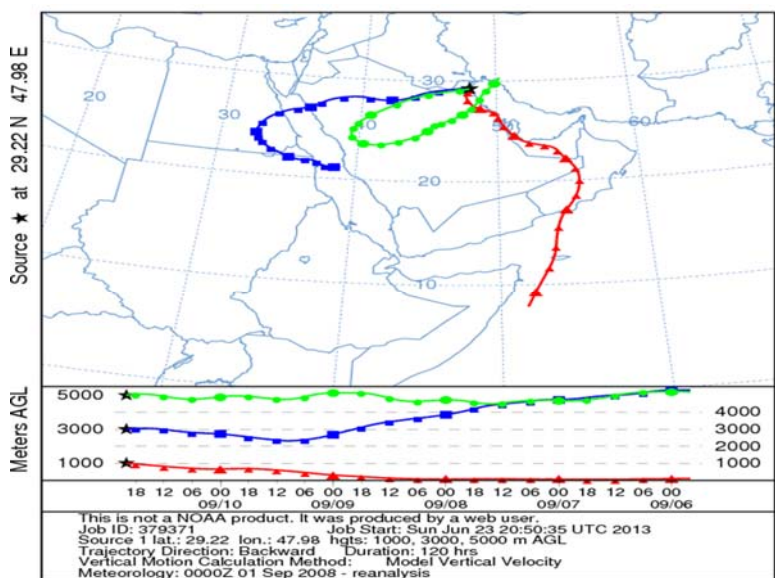 Source ★ at 29.22 N 47.98 E
30
20
30
40
50
60
20
10
Meters AGL
5000
3000
1000
4000
3000
2000
1000
18 12 06 00 18 12 06 00 18 12 06 00 18 12 06 00 18 12 06 00
09/10 09/09 09/08 09/07 09/06
This is not a NOAA product. It was produced by a web user.
Job ID: 379371 Job Start: Sun Jun 23 20:50:35 UTC 2013
Source 1 lat.: 29.22 lon.: 47.98 hgts: 1000, 3000, 5000 m AGL
Trajectory Direction: Backward Duration: 120 hrs
Vertical Motion Calculation Method: Model Vertical Velocity
Meteorology: 0000Z 01 Sep 2008 - reanalysis